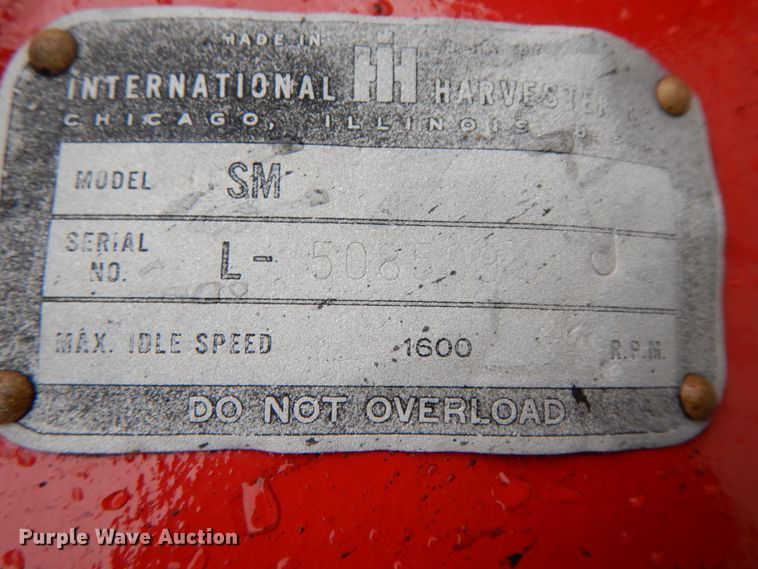 MADE IN
INTERNATIONAL IH HARVESTER
CHICAGO, ILLINOIS
MODEL SM
SERIAL NO. L-
MAX. IDLE SPEED 1600 R.P.M.
DO NOT OVERLOAD
Purple Wave Auction